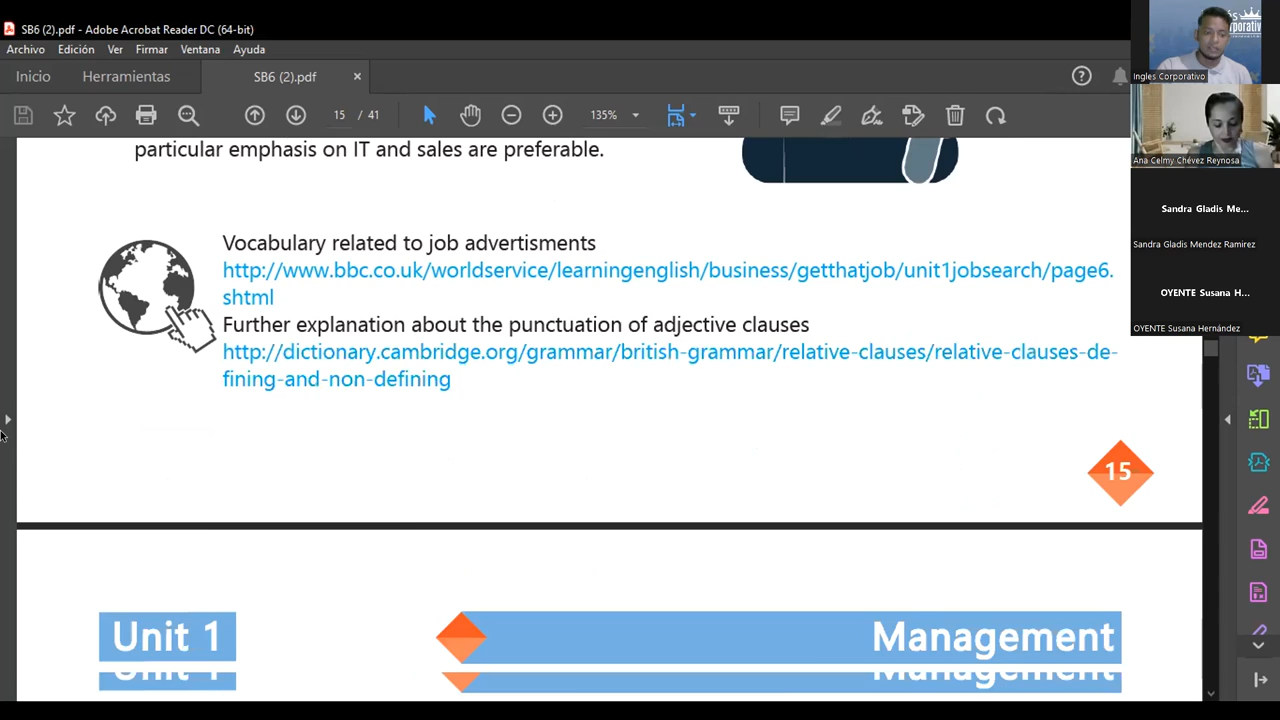 SB6 (2).pdf - Adobe Acrobat Reader DC (64-bit)
Archivo Edición Ver Firmar Ventana Ayuda
Inicio Herramientas SB6 (2).pdf ×
15 / 41 135%
particular emphasis on IT and sales are preferable.
Vocabulary related to job advertisments
http://www.bbc.co.uk/worldservice/learningenglish/business/getthatjob/unit1jobsearch/page6.
shtml
Further explanation about the punctuation of adjective clauses
http://dictionary.cambridge.org/grammar/british-grammar/relative-clauses/relative-clauses-de-
fining-and-non-defining
15
Unit 1 Management
Unit 1 Management
Ingles Corporativo
Ana Celmy Chévez Reynosa
Sandra Gladis Me...
Sandra Gladis Mendez Ramirez
OYENTE Susana H...
OYENTE Susana Hernández